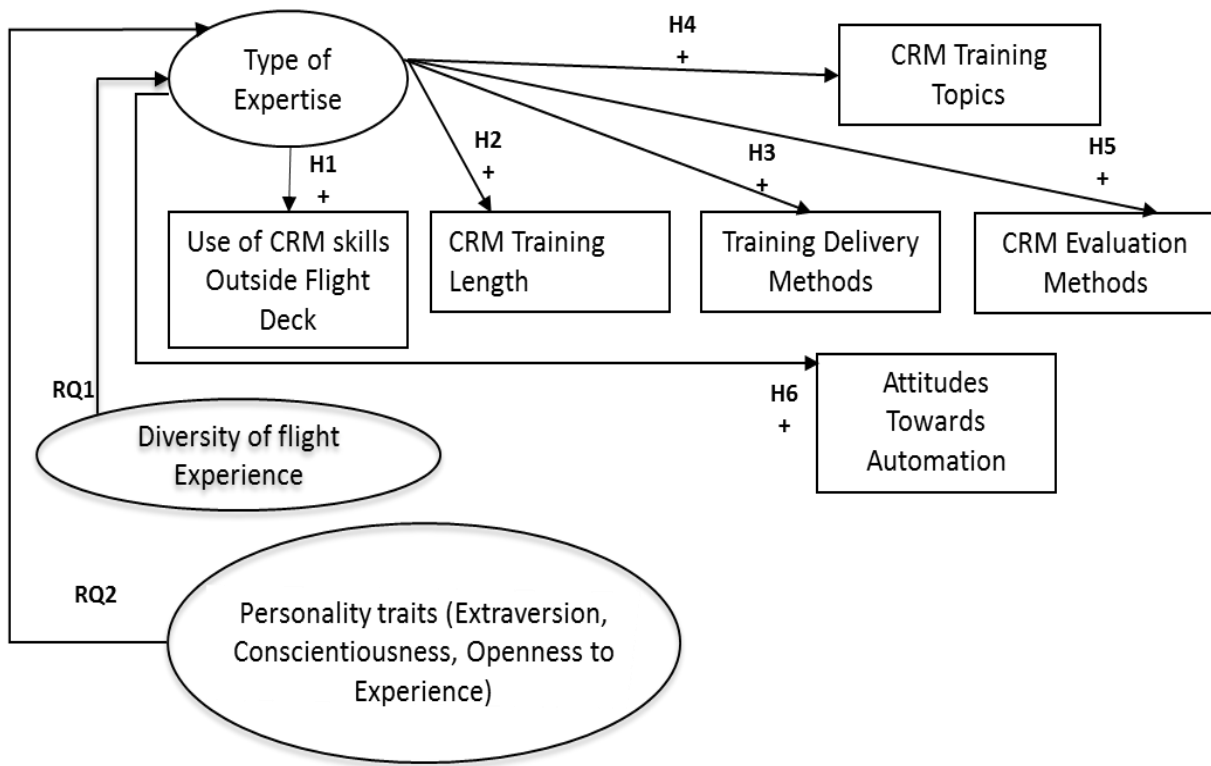 Type of
Expertise
H4
+
CRM Training
Topics
H1
+
H2
+
H3
+
H5
+
Use of CRM skills
Outside Flight
Deck
CRM Training
Length
Training Delivery
Methods
CRM Evaluation
Methods
RQ1
Diversity of flight
Experience
H6
+
Attitudes
Towards
Automation
RQ2
Personality traits (Extraversion,
Conscientiousness, Openness to
Experience)